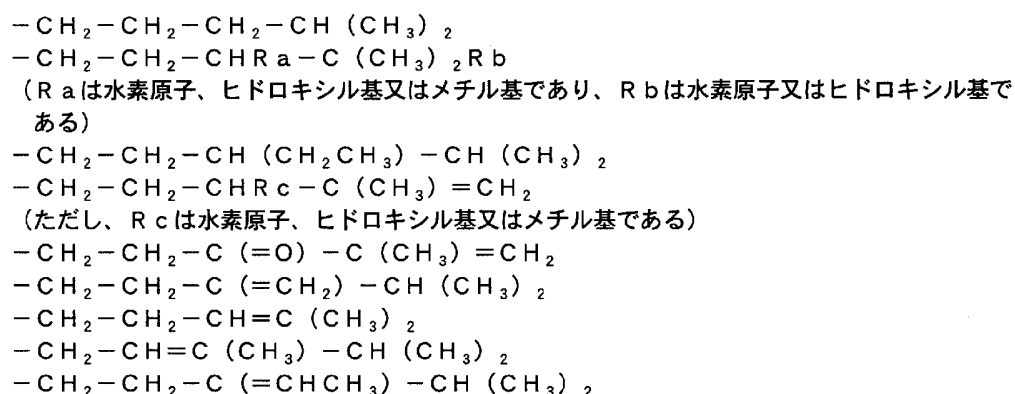 －ＣＨ₂－ＣＨ₂－ＣＨ₂－ＣＨ（ＣＨ₃）₂
－ＣＨ₂－ＣＨ₂－ＣＨＲａ－Ｃ（ＣＨ₃）₂Ｒｂ
（Ｒａは水素原子、ヒドロキシル基又はメチル基であり、Ｒｂは水素原子又はヒドロキシル基で
ある）
－ＣＨ₂－ＣＨ₂－ＣＨ（ＣＨ₂ＣＨ₃）－ＣＨ（ＣＨ₃）₂
－ＣＨ₂－ＣＨ₂－ＣＨＲｃ－Ｃ（ＣＨ₃）＝ＣＨ₂
（ただし、Ｒｃは水素原子、ヒドロキシル基又はメチル基である）
－ＣＨ₂－ＣＨ₂－Ｃ（＝Ｏ）－Ｃ（ＣＨ₃）＝ＣＨ₂
－ＣＨ₂－ＣＨ₂－Ｃ（＝ＣＨ₂）－ＣＨ（ＣＨ₃）₂
－ＣＨ₂－ＣＨ₂－ＣＨ＝Ｃ（ＣＨ₃）₂
－ＣＨ₂－ＣＨ＝Ｃ（ＣＨ₃）－ＣＨ（ＣＨ₃）₂
－ＣＨ₂－ＣＨ₂－Ｃ（＝ＣＨＣＨ₃）－ＣＨ（ＣＨ₃）₂